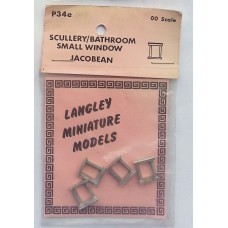 P34e 00 Scale
SCULLERY/BATHROOM
SMALL WINDOW
JACOBEAN
LANGLEY
MINIATURE
MODELS